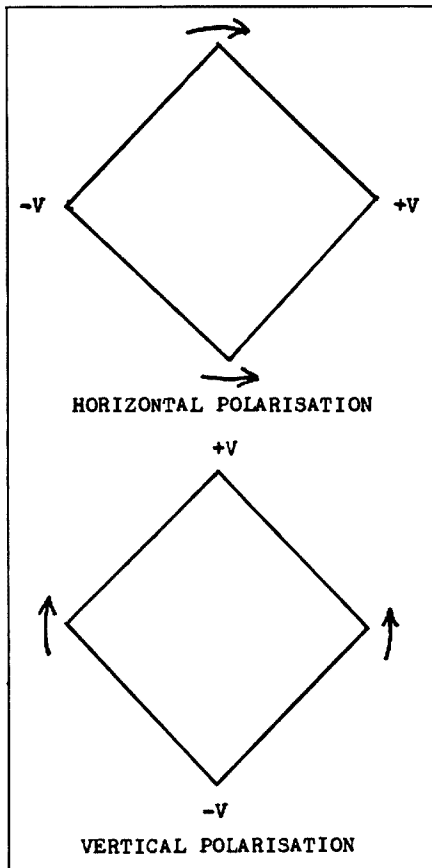 -V +V
HORIZONTAL POLARISATION
+V
-V
VERTICAL POLARISATION